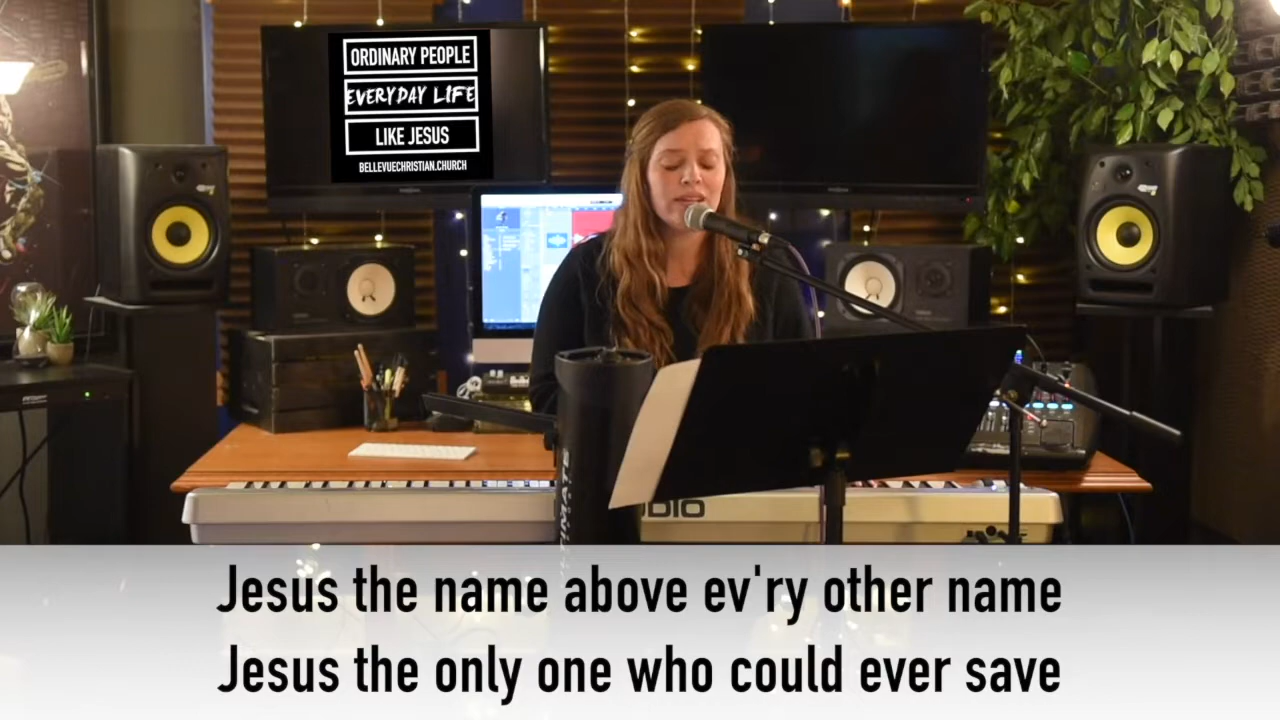 ORDINARY PEOPLE
EVERYDAY LIFE
LIKE JESUS
BELLEVUECHRISTIAN.CHURCH
Jesus the name above ev'ry other name
Jesus the only one who could ever save